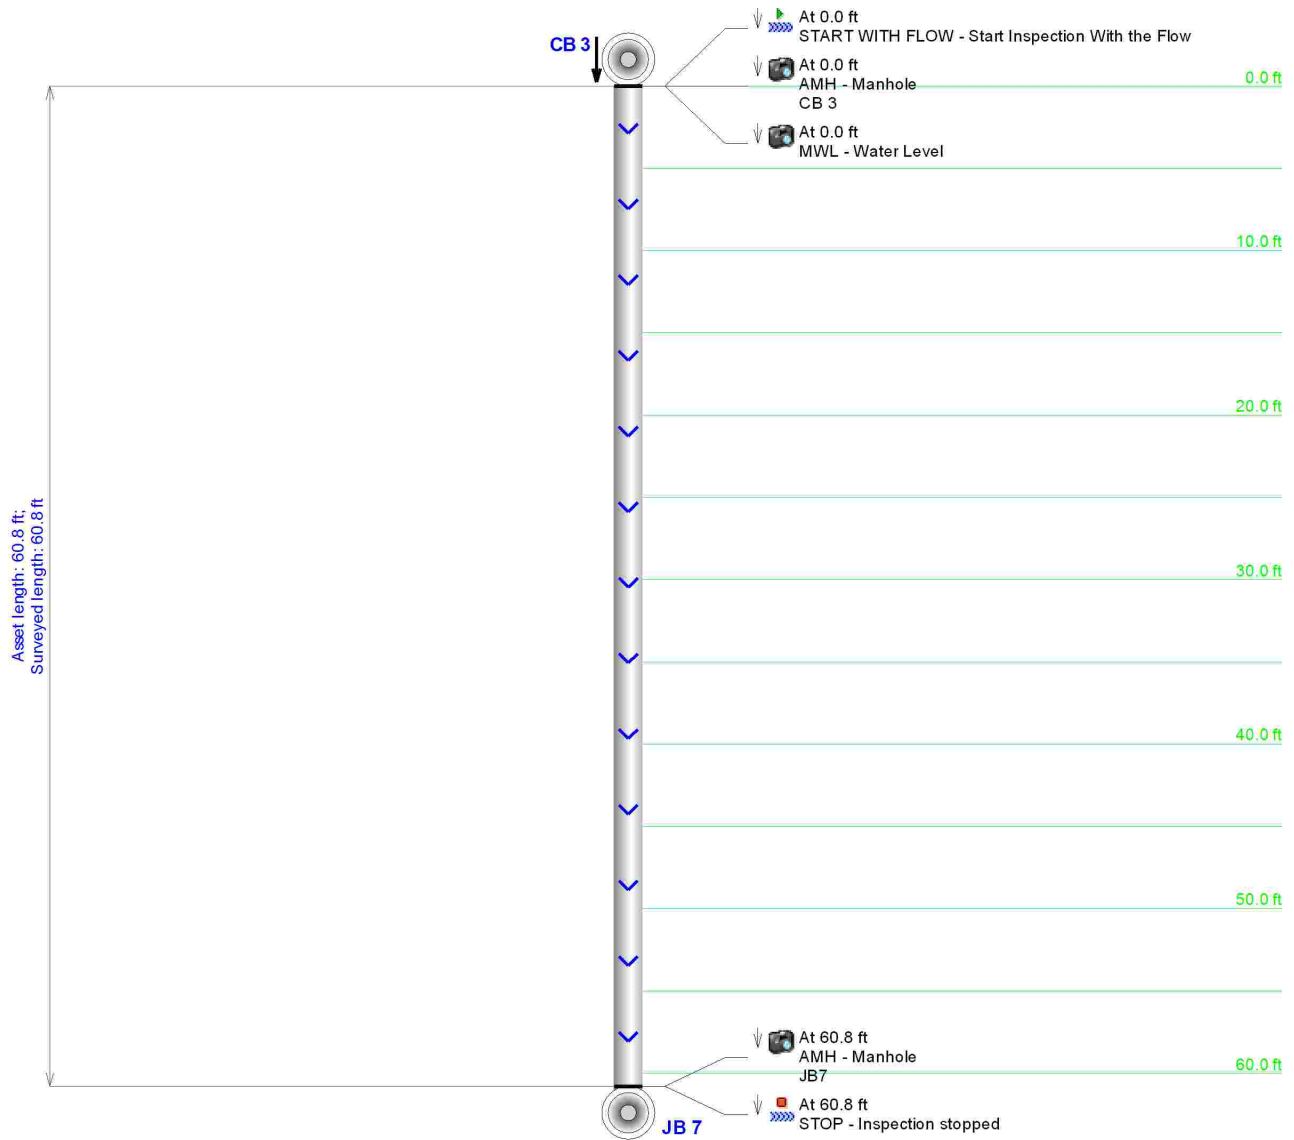 At 0.0 ft
START WITH FLOW - Start Inspection With the Flow
CB 3
At 0.0 ft
AMH - Manhole
CB 3
0.0 ft
At 0.0 ft
MWL - Water Level
10.0 ft
20.0 ft
30.0 ft
Asset length: 60.8 ft;
Surveyed length: 60.8 ft
40.0 ft
50.0 ft
At 60.8 ft
AMH - Manhole
JB7
60.0 ft
At 60.8 ft
STOP - Inspection stopped
JB 7